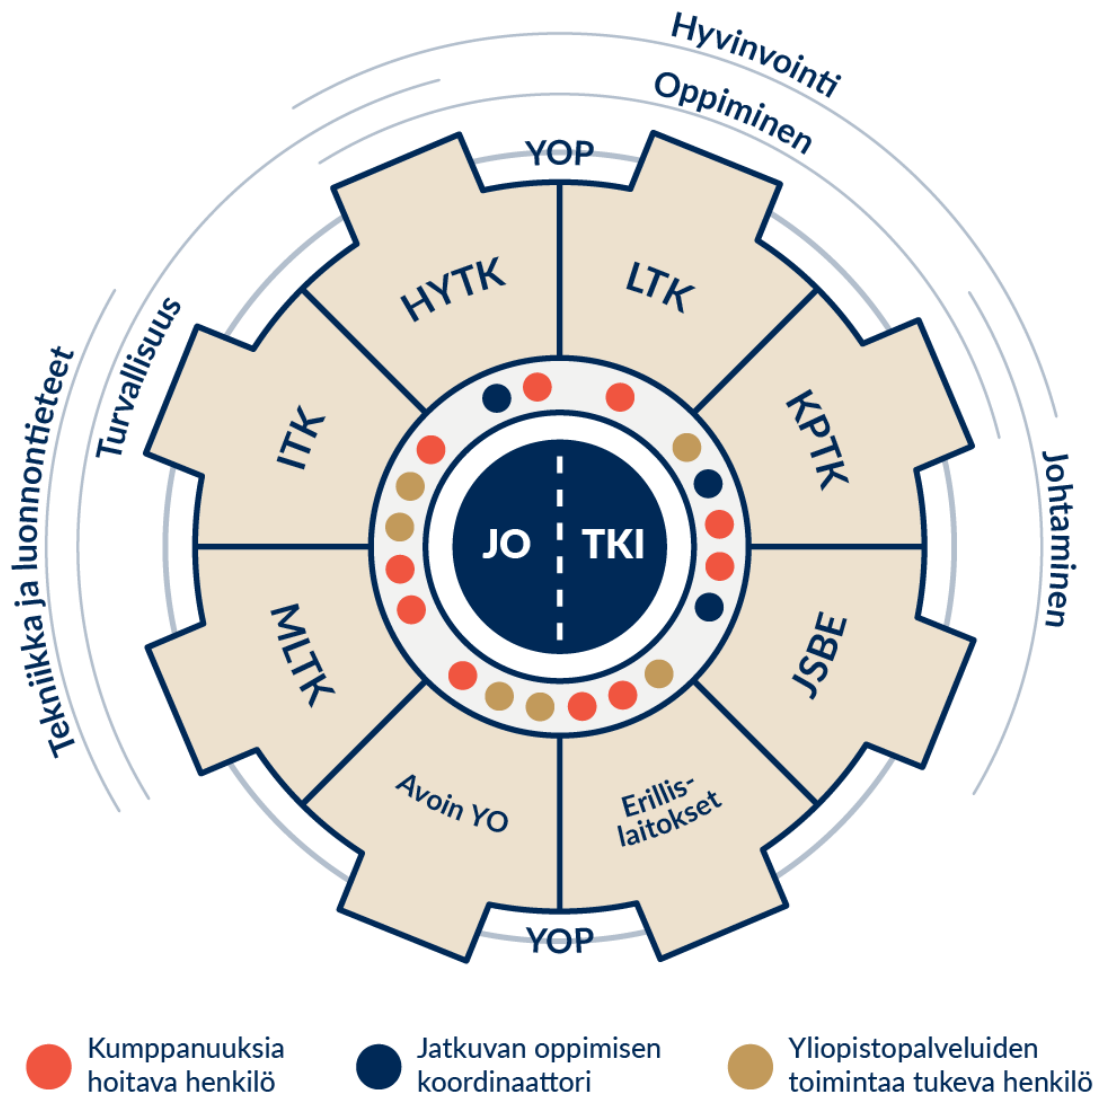 Hyvinvointi
Oppiminen
YOP
HYTK
LTK
Turvallisuus
Tekniikka ja luonnontieteet
ITK
KPTK
Johtaminen
JO
TKI
MLTK
JSBE
Avoin YO
Erillis-
laitokset
YOP
Kumppanuuksia
hoitava henkilö
Jatkuvan oppimisen
koordinaattori
Yliopistopalveluiden
toimintaa tukeva henkilö